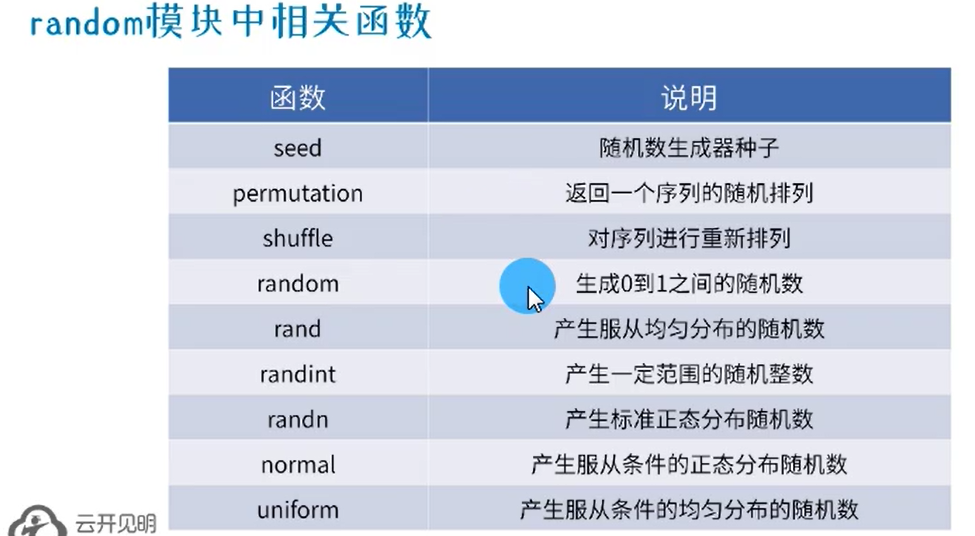 random模块中相关函数
函数 说明
seed 随机数生成器种子
permutation 返回一个序列的随机排列
shuffle 对序列进行重新排列
random 生成0到1之间的随机数
rand 产生服从均匀分布的随机数
randint 产生一定范围的随机整数
randn 产生标准正态分布随机数
normal 产生服从条件的正态分布随机数
uniform 产生服从条件的均匀分布随机数
云开见明